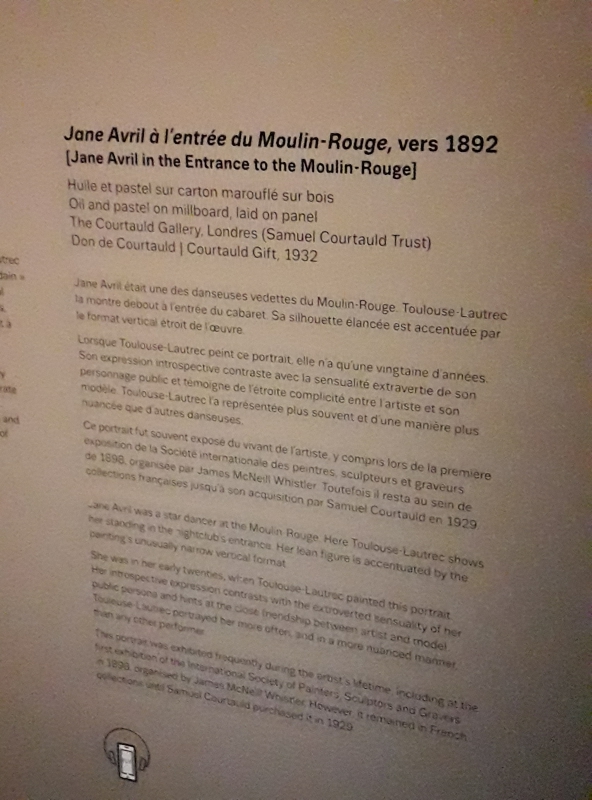 Jane Avril à l'entrée du Moulin-Rouge, vers 1892
[Jane Avril in the Entrance to the Moulin-Rouge]
Huile et pastel sur carton marouflé sur bois
Oil and pastel on millboard, laid on panel
The Courtauld Gallery, Londres (Samuel Courtauld Trust)
Don de Courtauld | Courtauld Gift, 1932
Jane Avril était une des danseuses vedettes du Moulin-Rouge. Toulouse-Lautrec
la montre debout à l'entrée du cabaret. Sa silhouette élancée est accentuée par
le format vertical étroit de l'œuvre.
Lorsque Toulouse-Lautrec peint ce portrait, elle n'a qu'une vingtaine d'années.
Son expression introspective contraste avec la sensualité extravertie de son
personnage public et témoigne de l'étroite complicité entre l'artiste et son
modèle. Toulouse-Lautrec l'a représentée plus souvent et d'une manière plus
nuancée que d'autres danseuses.
Ce portrait fut souvent exposé du vivant de l'artiste, y compris lors de la première
exposition de la Société internationale des peintres, sculpteurs et graveurs
de 1898, organisée par James McNeill Whistler. Toutefois il resta au sein de
collections françaises jusqu'à son acquisition par Samuel Courtauld en 1929.
Jane Avril was a star dancer at the Moulin Rouge. Here Toulouse-Lautrec shows
her standing in the nightclub's entrance. Her lean figure is accentuated by the
painting's unusually narrow vertical format.
She was in her early twenties, when Toulouse-Lautrec painted this portrait.
Her introspective expression contrasts with the extroverted sensuality of her
public persona and hints at the close friendship between artist and model.
Toulouse-Lautrec portrayed her more often, and in a more nuanced manner,
than any other performer.
This portrait was exhibited frequently during the artist's lifetime, including at the
first exhibition of the International Society of Painters, Sculptors and Gravers
in 1898, organised by James McNeill Whistler. However, it remained in French
collections until Samuel Courtauld purchased it in 1929.